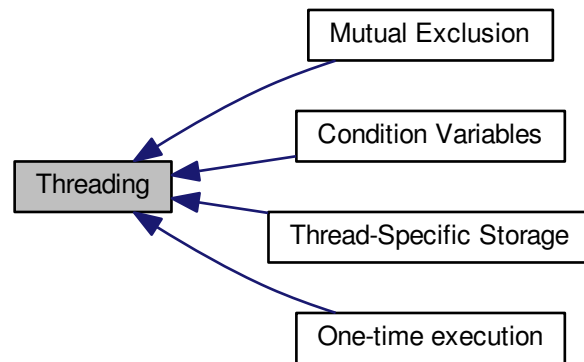 Mutual Exclusion
Condition Variables
Threading
Thread-Specific Storage
One-time execution